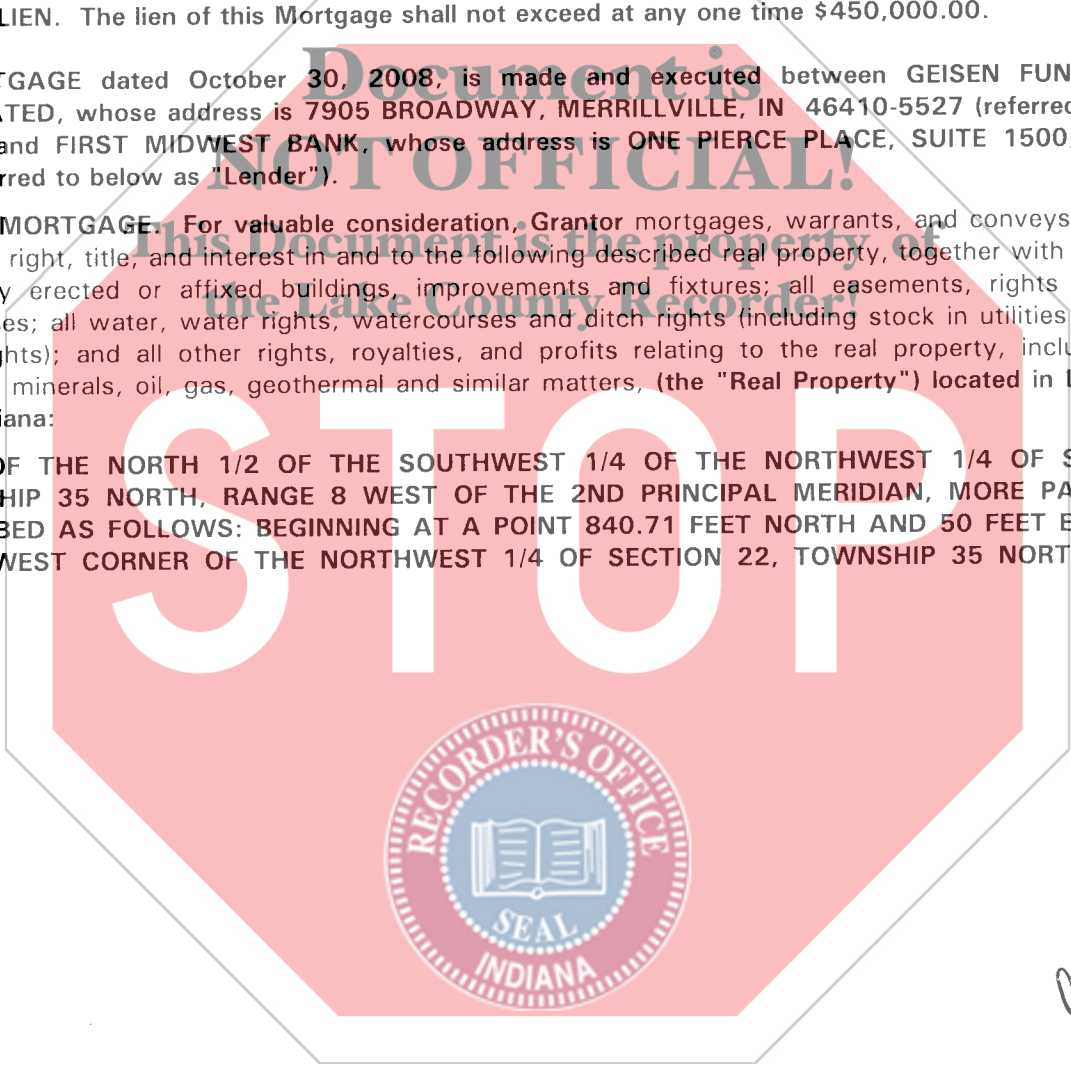 LIEN. The lien of this Mortgage shall not exceed at any one time $450,000.00.
TGAGE dated October 30, 2008, is made and executed between GEISEN FUN
ATED, whose address is 7905 BROADWAY, MERRILLVILLE, IN 46410-5527 (referred
and FIRST MIDWEST BANK, whose address is ONE PIERCE PLACE, SUITE 1500,
rred to below as "Lender").
MORTGAGE. For valuable consideration, Grantor mortgages, warrants, and conveys
right, title, and interest in and to the following described real property, together with
y erected or affixed buildings, improvements and fixtures; all easements, rights
es; all water, water rights, watercourses and ditch rights (including stock in utilities
ghts); and all other rights, royalties, and profits relating to the real property, inclu
minerals, oil, gas, geothermal and similar matters, (the "Real Property") located in L
iana:
OF THE NORTH 1/2 OF THE SOUTHWEST 1/4 OF THE NORTHWEST 1/4 OF S
HIP 35 NORTH, RANGE 8 WEST OF THE 2ND PRINCIPAL MERIDIAN, MORE PA
BED AS FOLLOWS: BEGINNING AT A POINT 840.71 FEET NORTH AND 50 FEET E
WEST CORNER OF THE NORTHWEST 1/4 OF SECTION 22, TOWNSHIP 35 NORT
Document is
NOT OFFICIAL!
This Document is the property of
the Lake County Recorder!
STOP
RECORDER'S OFFICE
SEAL
INDIANA